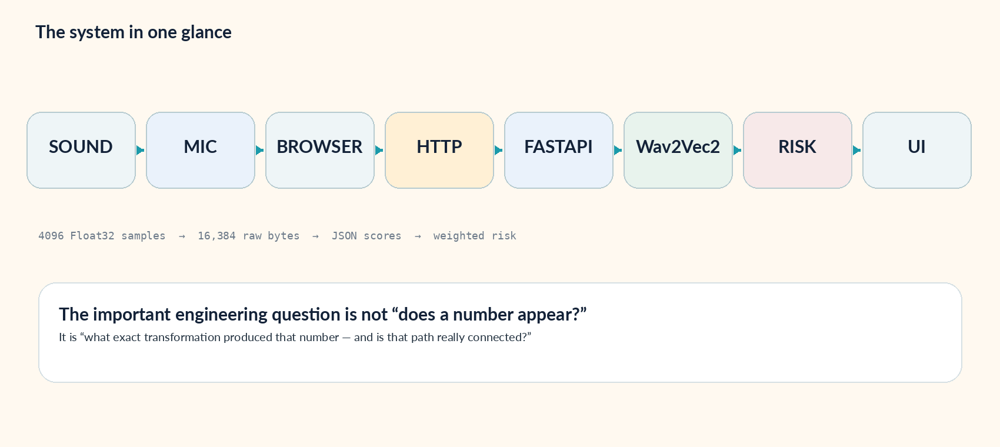 The system in one glance
SOUND
MIC
BROWSER
HTTP
FASTAPI
Wav2Vec2
RISK
UI
4096 Float32 samples → 16,384 raw bytes → JSON scores → weighted risk
The important engineering question is not “does a number appear?”
It is “what exact transformation produced that number — and is that path really connected?”